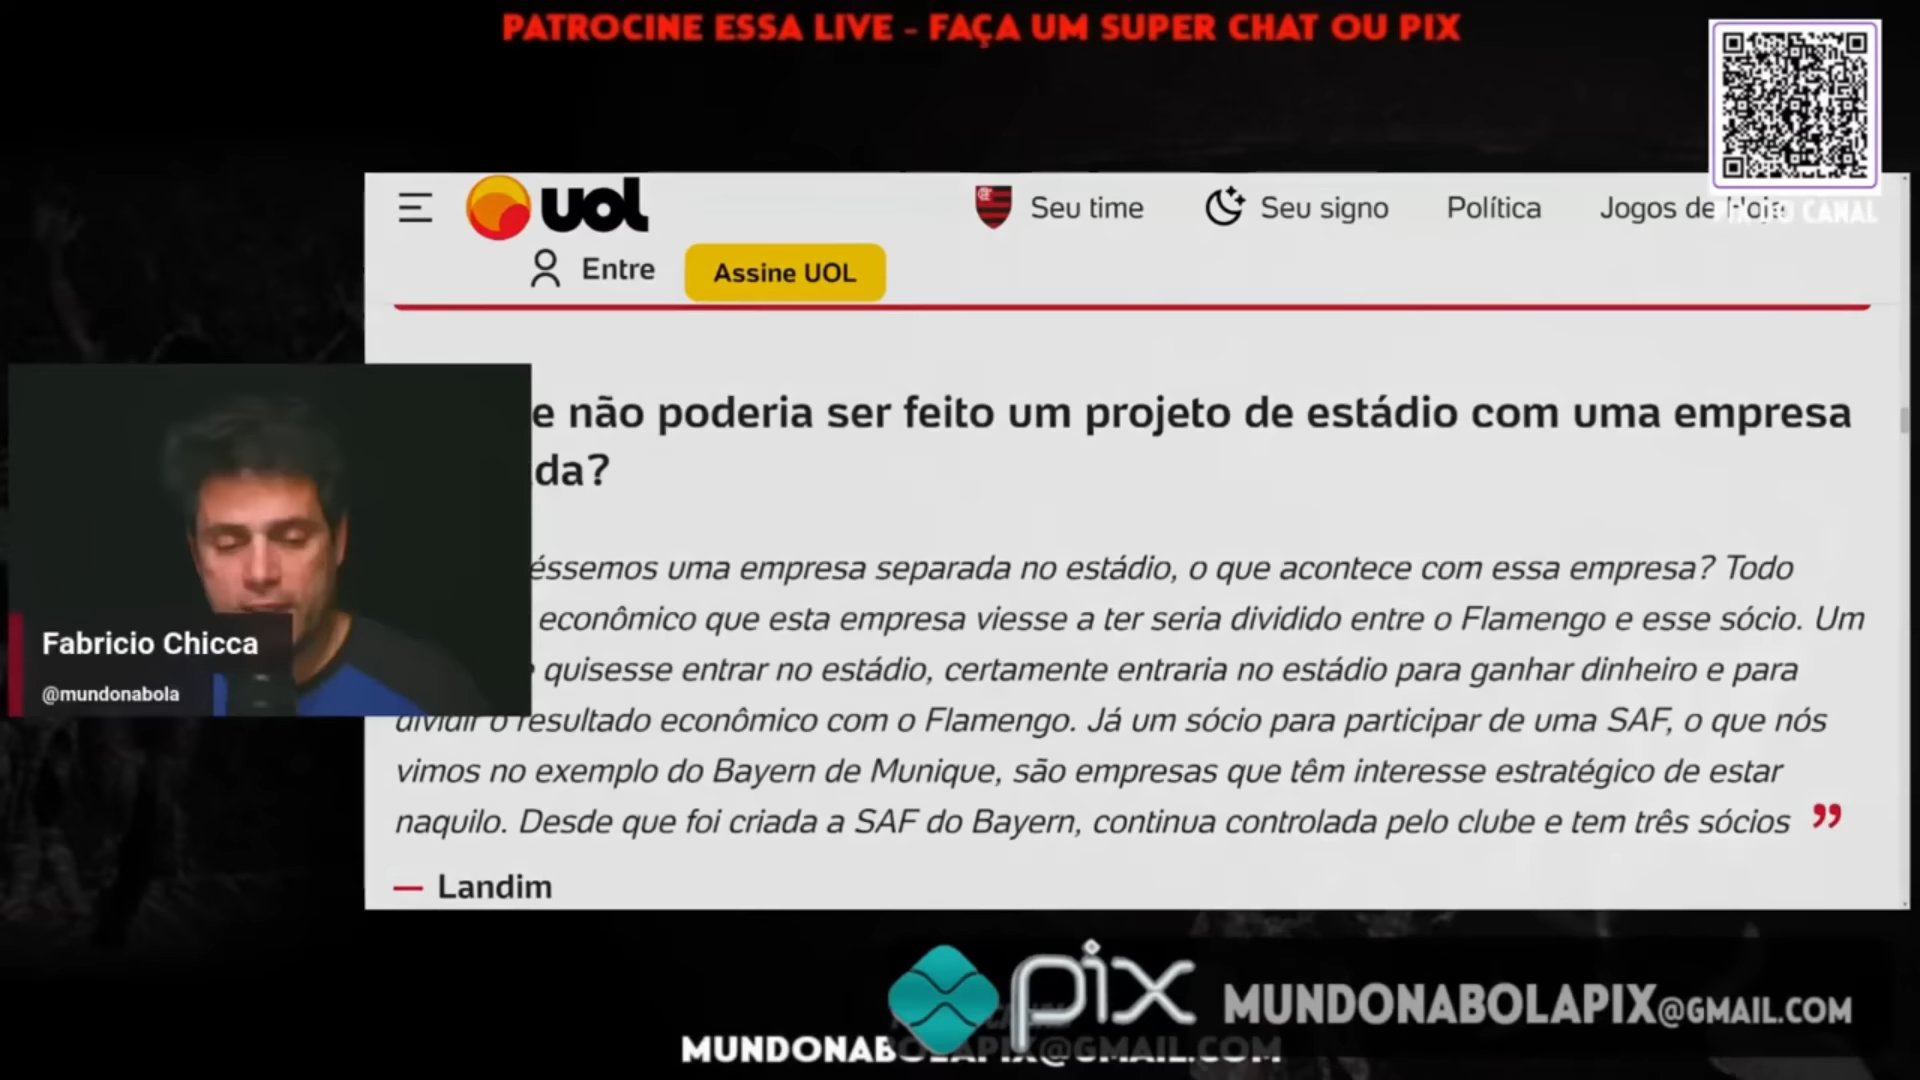 PATROCINE ESSA LIVE - FAÇA UM SUPER CHAT OU PIX
uol
Seu time
Seu signo
Política
Jogos de Hoje
CANAL
Entre
Assine UOL
e não poderia ser feito um projeto de estádio com uma empresa
da?
éssemos uma empresa separada no estádio, o que acontece com essa empresa? Todo
econômico que esta empresa viesse a ter seria dividido entre o Flamengo e esse sócio. Um
quisesse entrar no estádio, certamente entraria no estádio para ganhar dinheiro e para
dividir o resultado econômico com o Flamengo. Já um sócio para participar de uma SAF, o que nós
vimos no exemplo do Bayern de Munique, são empresas que têm interesse estratégico de estar
naquilo. Desde que foi criada a SAF do Bayern, continua controlada pelo clube e tem três sócios ”
— Landim
Fabricio Chicca
@mundonabola
pix MUNDONABOLAPIX@GMAIL.COM
MUNDONABOLAPIX@GMAIL.COM